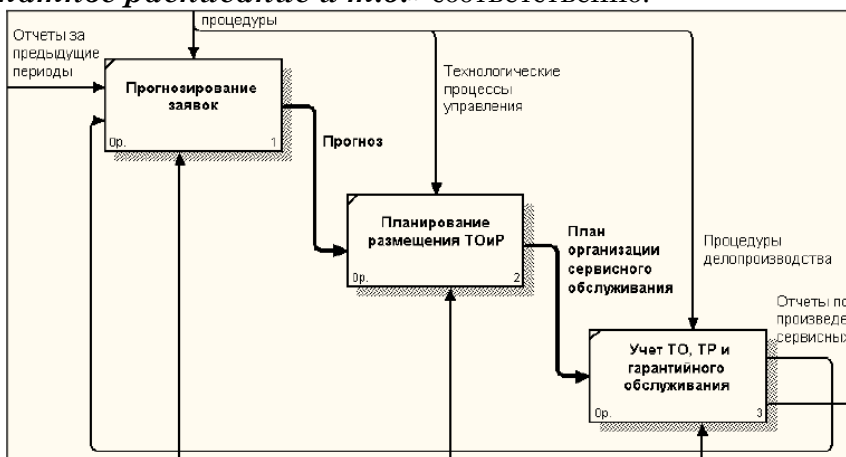 процедуры
Отчеты за
предыдущие
периоды
Прогнозирование
заявок
0р.
1
Технологические
процессы
управления
Прогноз
Планирование
размещения ТОиР
0р.
2
План
организации
сервисного
обслуживания
Процедуры
делопроизводства
Отчеты по
сервисных
Учет ТО, ТР и
гарантийного
обслуживания
0р.
3